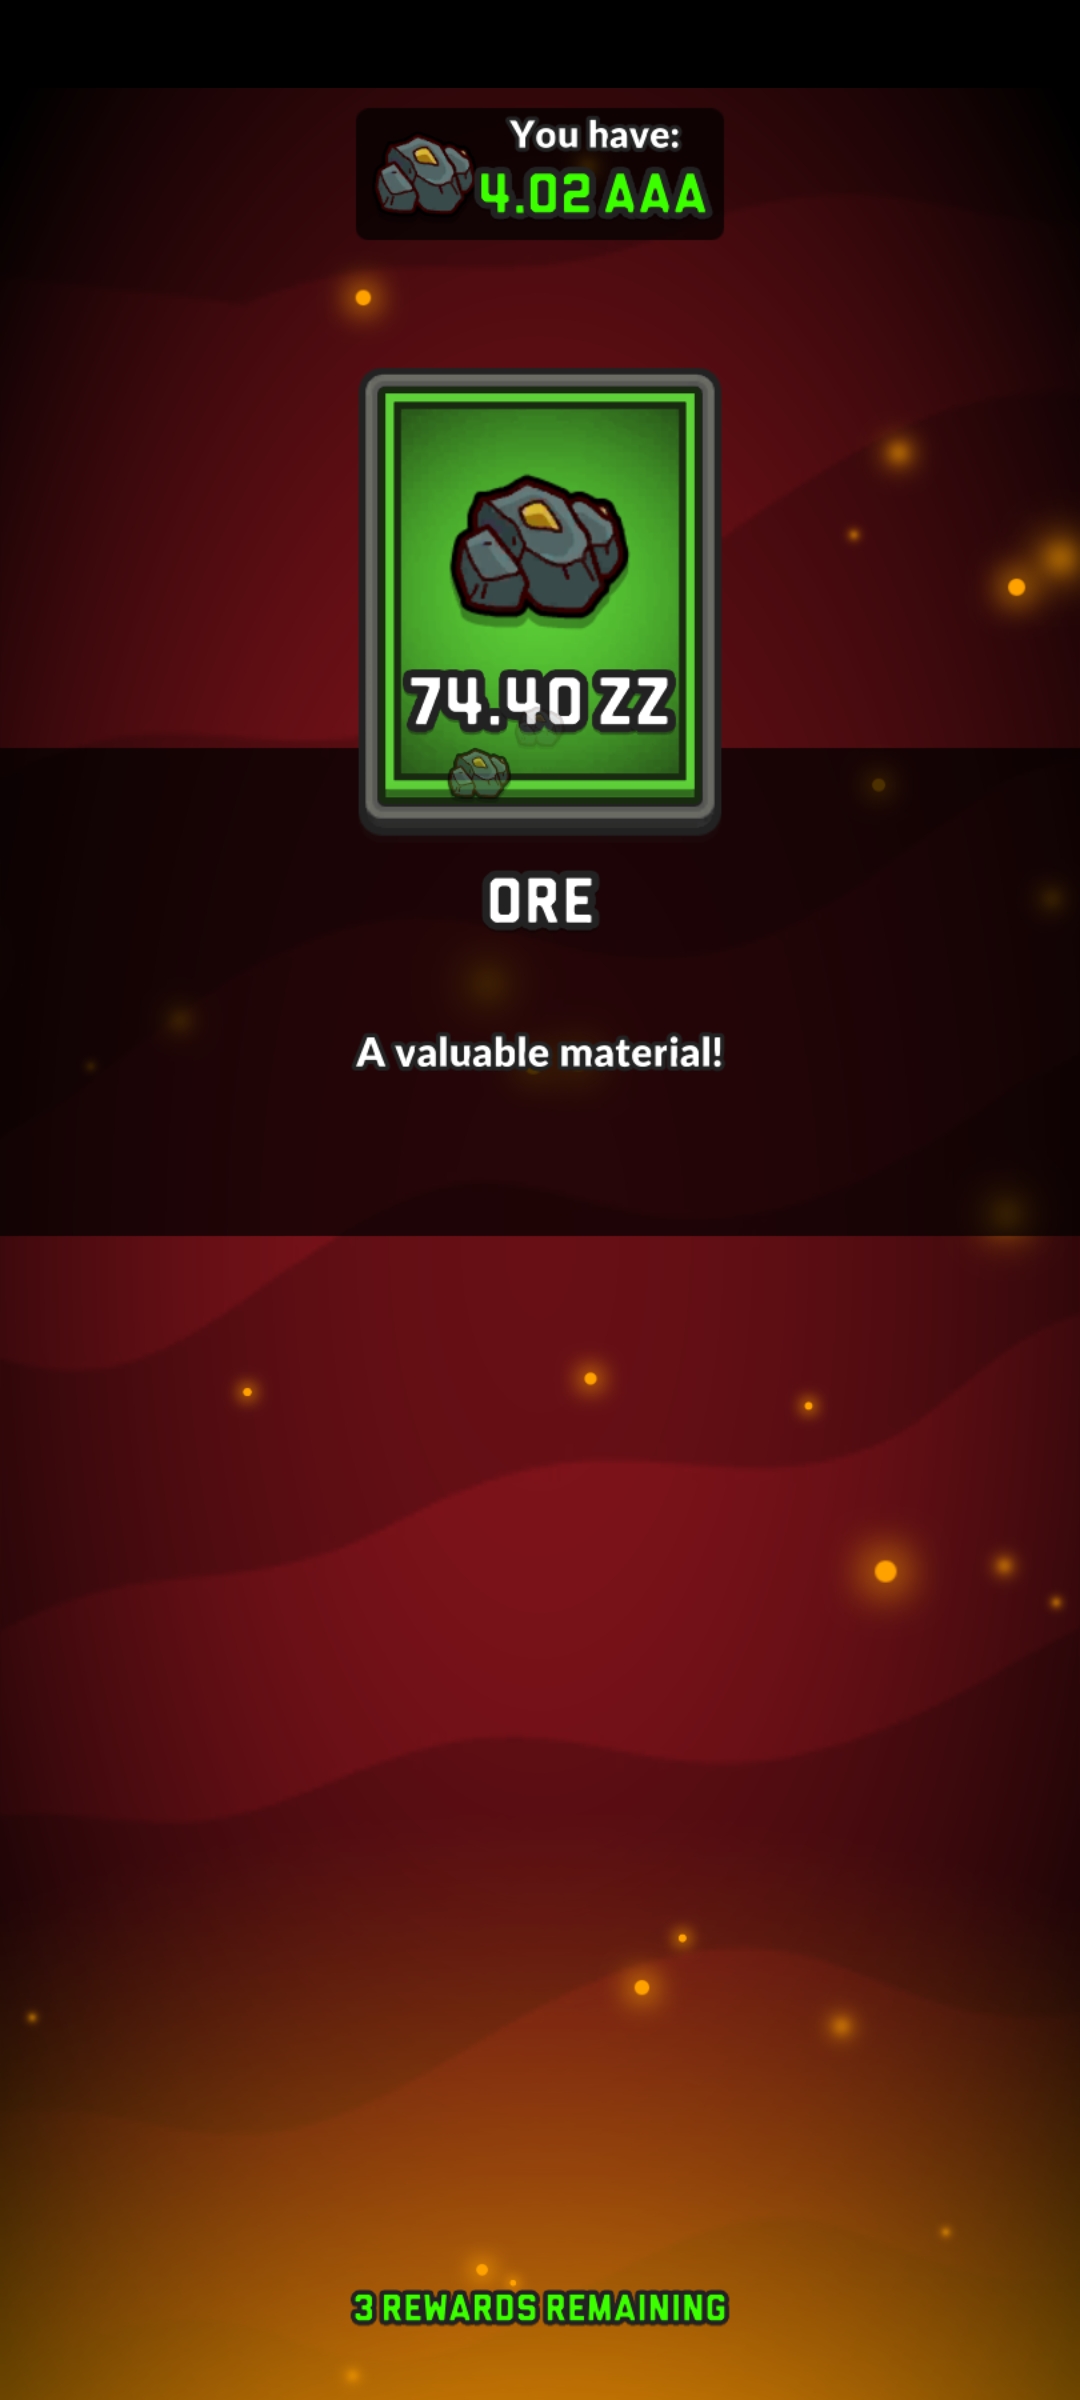 You have:
4.02 AAA
74.40 ZZ
ORE
A valuable material!
3 REWARDS REMAINING